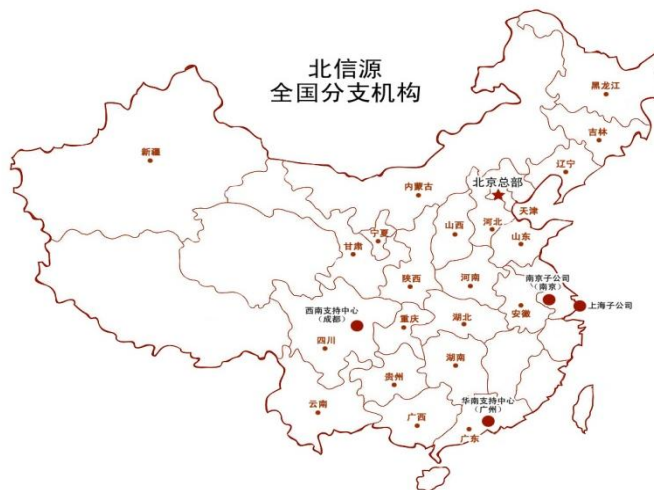 北信源
全国分支机构
黑龙江
吉林
辽宁
新疆
内蒙古
北京总部
天津
河北
山西
山东
宁夏
甘肃
陕西
河南
南京子公司
（南京）
上海子公司
安徽
西南支持中心
（成都）
四川
重庆
湖北
湖南
贵州
云南
广西
华南支持中心
（广州）
广东